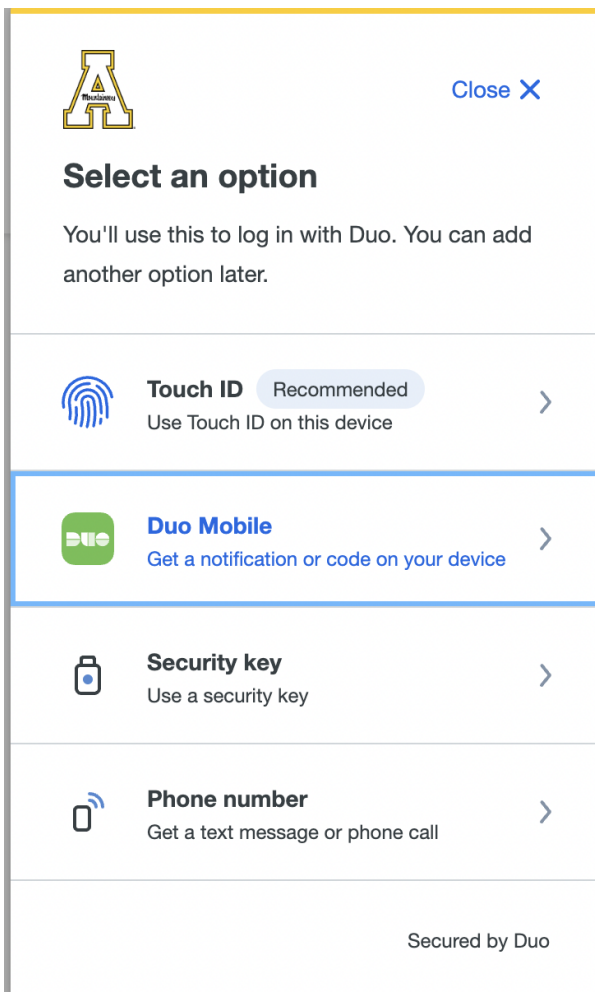 A
Mountaineers
Close
Select an option
You'll use this to log in with Duo. You can add
another option later.
Touch ID Recommended
Use Touch ID on this device
DUO
Duo Mobile
Get a notification or code on your device
Security key
Use a security key
Phone number
Get a text message or phone call
Secured by Duo